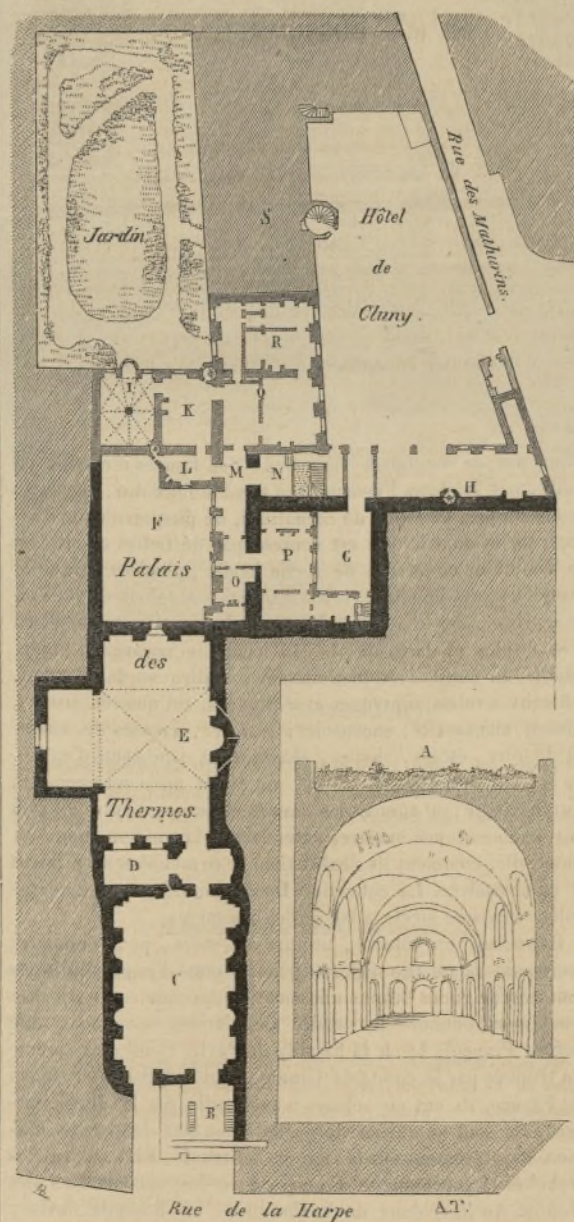 Rue des Mathurins.
Jardin
S
Hôtel
de
Cluny.
R
I
K
Q
L
M
N
H
F
Palais
P
G
O
des
A
E
Thermes.
D
C
B
Rue de la Harpe
A.T.